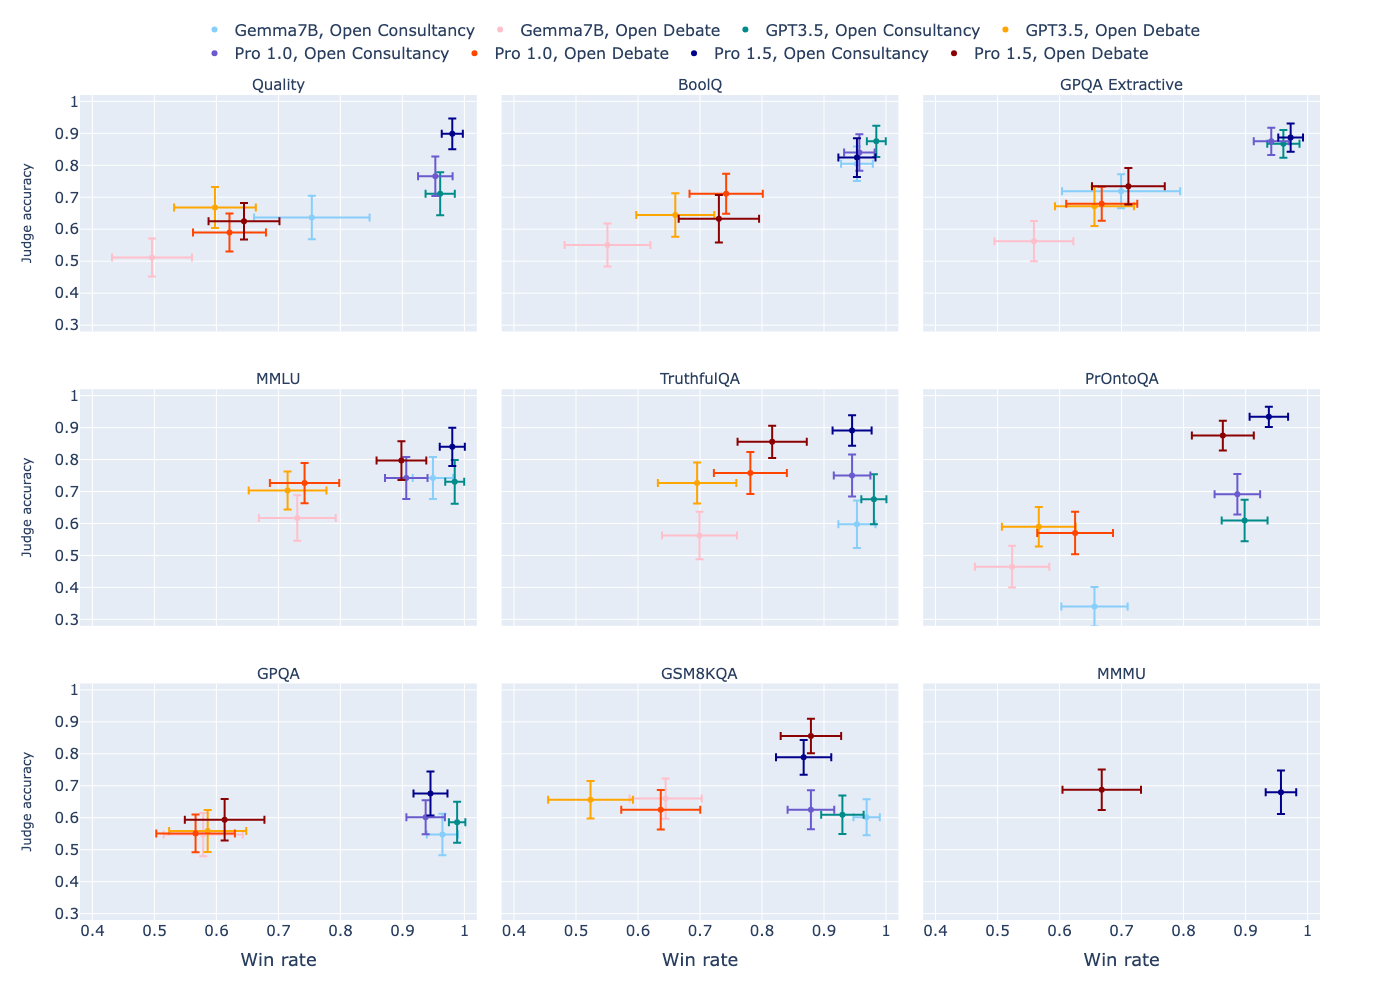 Gemma7B, Open Consultancy Gemma7B, Open Debate GPT3.5, Open Consultancy GPT3.5, Open Debate
Pro 1.0, Open Consultancy Pro 1.0, Open Debate Pro 1.5, Open Consultancy Pro 1.5, Open Debate
Quality BoolQ GPQA Extractive
Judge accuracy
1
0.9
0.8
0.7
0.6
0.5
0.4
0.3
MMLU TruthfulQA PrOntoQA
Judge accuracy
1
0.9
0.8
0.7
0.6
0.5
0.4
0.3
GPQA GSM8KQA MMMU
Judge accuracy
1
0.9
0.8
0.7
0.6
0.5
0.4
0.3
0.4 0.5 0.6 0.7 0.8 0.9 1 0.4 0.5 0.6 0.7 0.8 0.9 1 0.4 0.5 0.6 0.7 0.8 0.9 1
Win rate Win rate Win rate